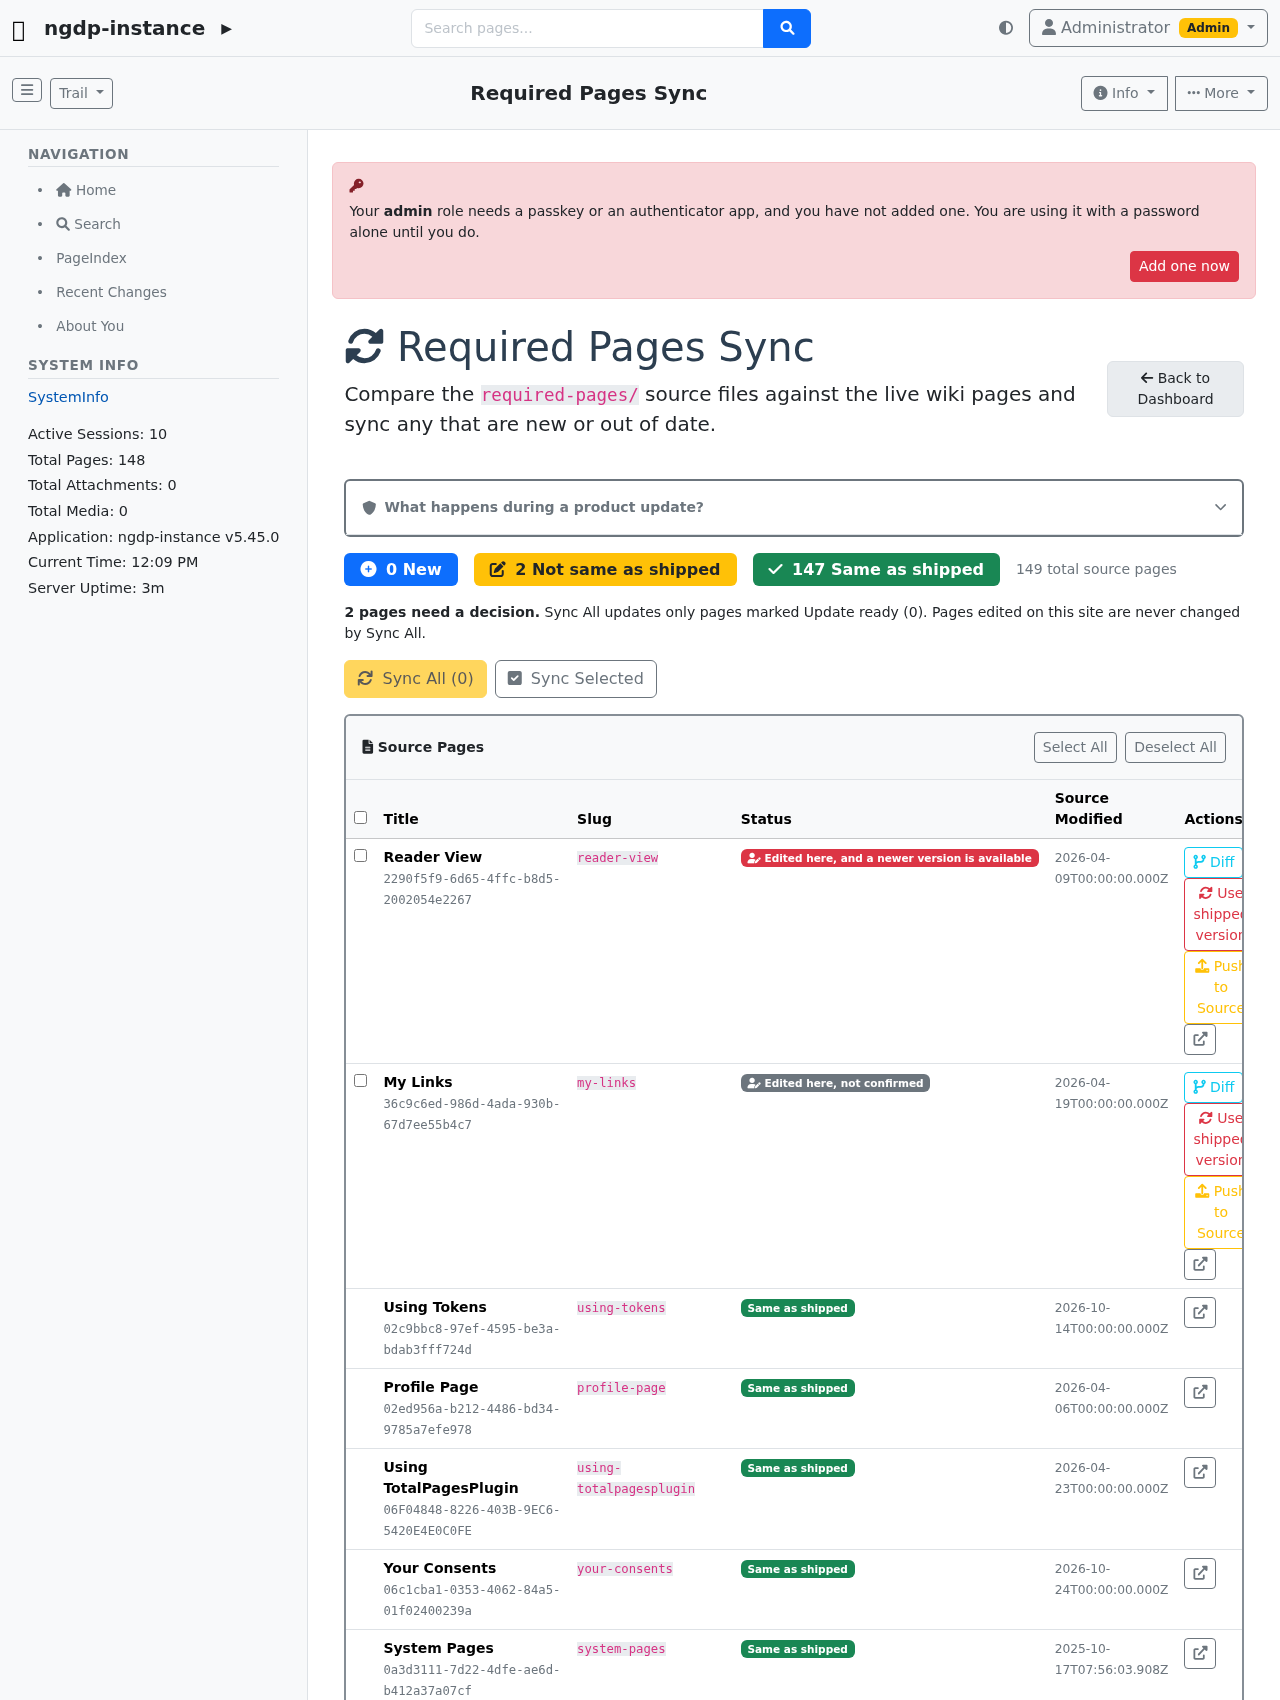 ngdp-instance ▶
Search pages...
Administrator Admin
Trail
Required Pages Sync
Info
More
NAVIGATION
Home
Search
PageIndex
Recent Changes
About You
SYSTEM INFO
SystemInfo
Active Sessions: 10
Total Pages: 148
Total Attachments: 0
Total Media: 0
Application: ngdp-instance v5.45.0
Current Time: 12:09 PM
Server Uptime: 3m
Your admin role needs a passkey or an authenticator app, and you have not added one. You are using it with a password
alone until you do.
Add one now
Required Pages Sync
Compare the required-pages/ source files against the live wiki pages and
sync any that are new or out of date.
Back to
Dashboard
What happens during a product update?
0 New
2 Not same as shipped
147 Same as shipped
149 total source pages
2 pages need a decision. Sync All updates only pages marked Update ready (0). Pages edited on this site are never changed
by Sync All.
Sync All (0)
Sync Selected
Source Pages
Select All
Deselect All
Title
Slug
Status
Source
Modified
Actions
Reader View
2290f5f9-6d65-4ffc-b8d5-
2002054e2267
reader-view
Edited here, and a newer version is available
2026-04-
09T00:00:00.000Z
Diff
Use
shipped
version
Push
to
Source
My Links
36c9c6ed-986d-4ada-930b-
67d7ee55b4c7
my-links
Edited here, not confirmed
2026-04-
19T00:00:00.000Z
Diff
Use
shipped
version
Push
to
Source
Using Tokens
02c9bbc8-97ef-4595-be3a-
bdab3fff724d
using-tokens
Same as shipped
2026-10-
14T00:00:00.000Z
Profile Page
02ed956a-b212-4486-bd34-
9785a7efe978
profile-page
Same as shipped
2026-04-
06T00:00:00.000Z
Using
TotalPagesPlugin
06F04848-8226-403B-9EC6-
5420E4E0C0FE
using-
totalpagesplugin
Same as shipped
2026-04-
23T00:00:00.000Z
Your Consents
06c1cba1-0353-4062-84a5-
01f02400239a
your-consents
Same as shipped
2026-10-
24T00:00:00.000Z
System Pages
0a3d3111-7d22-4dfe-ae6d-
b412a37a07cf
system-pages
Same as shipped
2025-10-
17T07:56:03.908Z